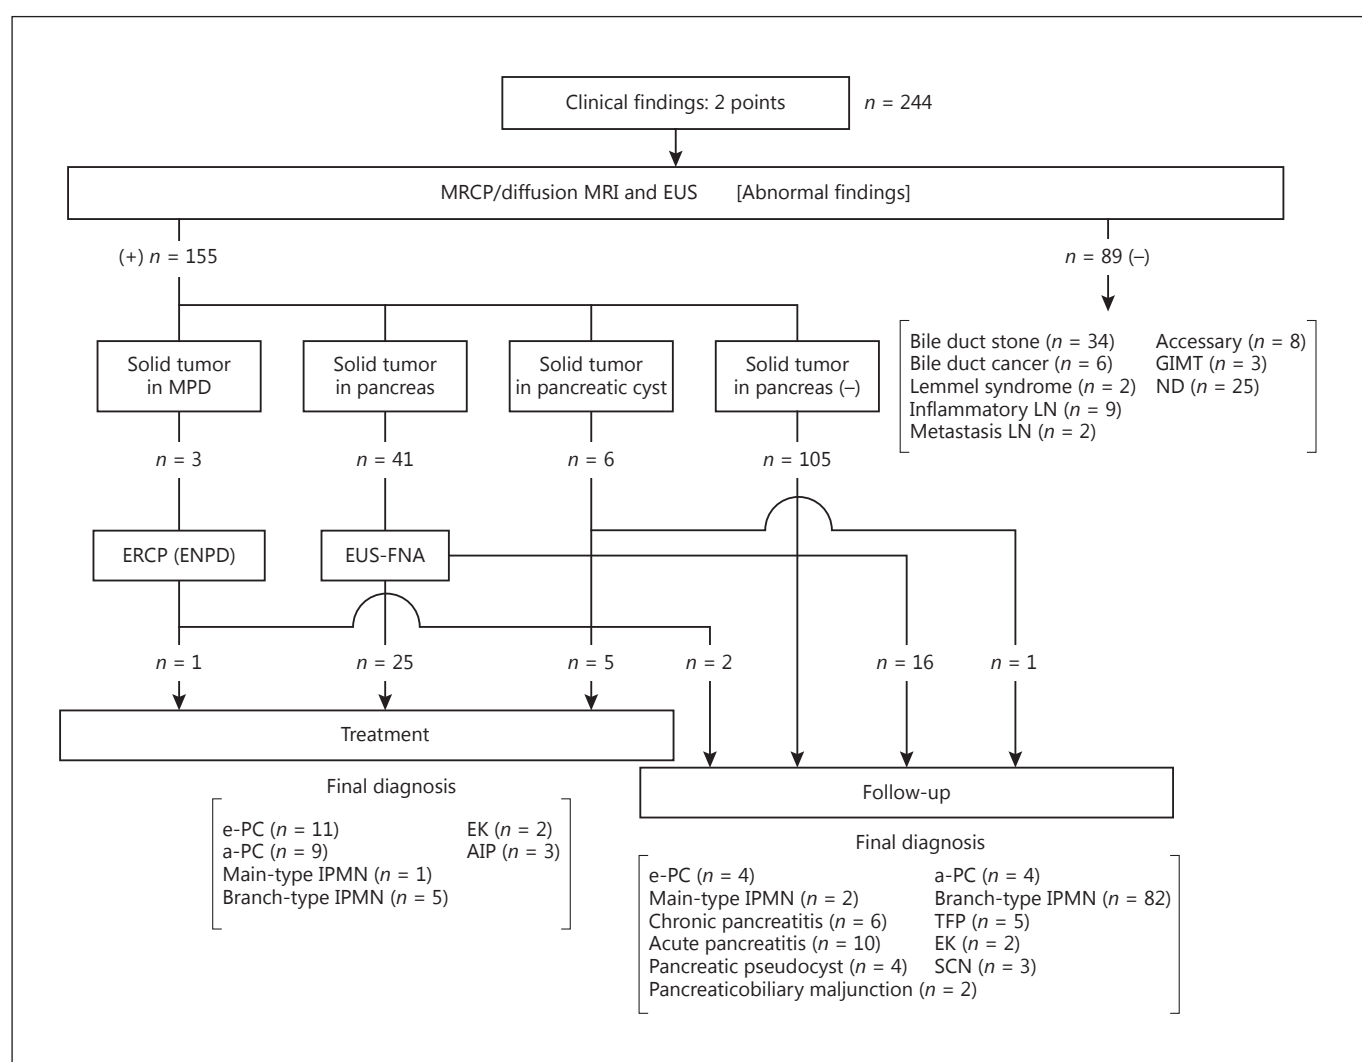 Clinical findings: 2 points
n = 244
MRCP/diffusion MRI and EUS [Abnormal findings]
(+) n = 155
n = 89 (–)
Solid tumor
in MPD
Solid tumor
in pancreas
Solid tumor
in pancreatic cyst
Solid tumor
in pancreas (–)
Bile duct stone (n = 34)
Bile duct cancer (n = 6)
Lemmel syndrome (n = 2)
Inflammatory LN (n = 9)
Metastasis LN (n = 2)
Accessary (n = 8)
GIMT (n = 3)
ND (n = 25)
n = 3
n = 41
n = 6
n = 105
ERCP (ENPD)
EUS-FNA
n = 1
n = 25
n = 5
n = 2
n = 16
n = 1
Treatment
Final diagnosis
e-PC (n = 11)
a-PC (n = 9)
Main-type IPMN (n = 1)
Branch-type IPMN (n = 5)
EK (n = 2)
AIP (n = 3)
Follow-up
Final diagnosis
e-PC (n = 4)
Main-type IPMN (n = 2)
Chronic pancreatitis (n = 6)
Acute pancreatitis (n = 10)
Pancreatic pseudocyst (n = 4)
Pancreaticobiliary maljunction (n = 2)
a-PC (n = 4)
Branch-type IPMN (n = 82)
TFP (n = 5)
EK (n = 2)
SCN (n = 3)